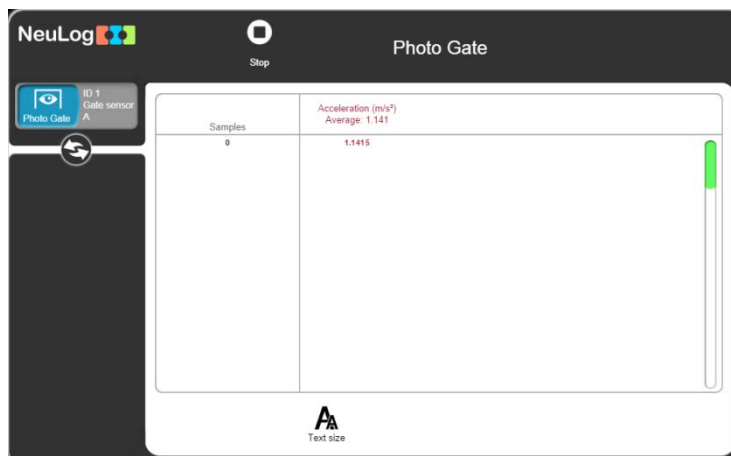 NeuLog
Stop
Photo Gate
Photo Gate
ID 1
Gate sensor
A
Samples
Acceleration (m/s²)
Average: 1.141
0
1.1415
Text size